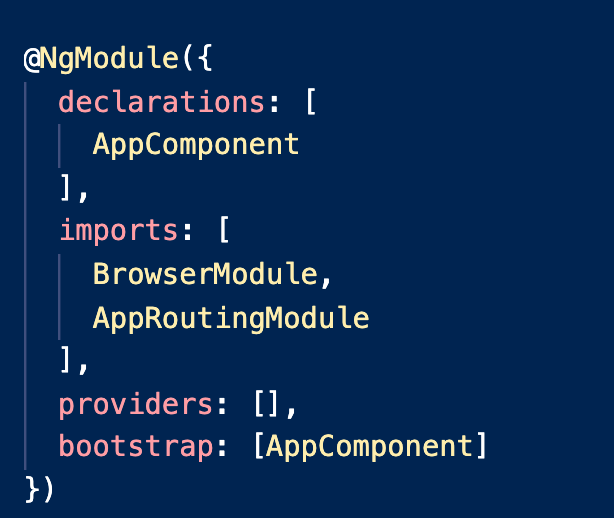 @NgModule({
declarations: [
AppComponent
],
imports: [
BrowserModule,
AppRoutingModule
],
providers: [],
bootstrap: [AppComponent]
})